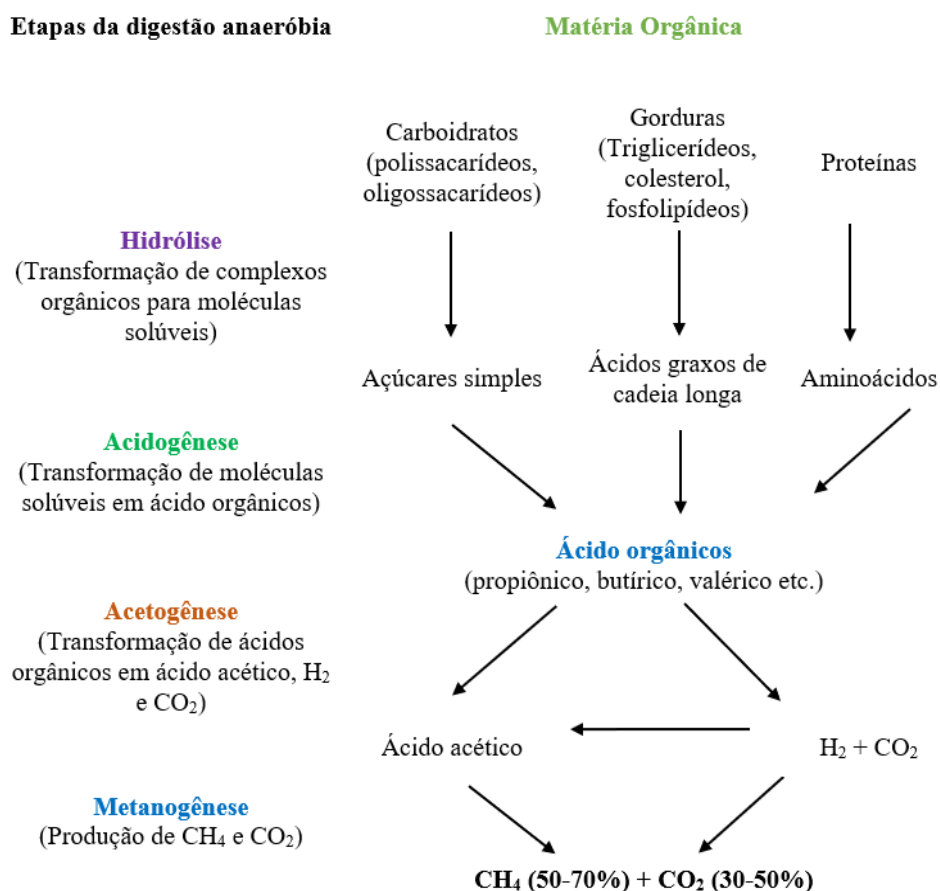 Etapas da digestão anaeróbia
Matéria Orgânica
Carboidratos
(polissacarídeos,
oligossacarídeos)
Gorduras
(Triglicerídeos,
colesterol,
fosfolipídeos)
Proteínas
Hidrólise
(Transformação de complexos
orgânicos para moléculas
solúveis)
Açúcares simples
Ácidos graxos de
cadeia longa
Aminoácidos
Acidogênese
(Transformação de moléculas
solúveis em ácido orgânicos)
Ácido orgânicos
(propiônico, butírico, valérico etc.)
Acetogênese
(Transformação de ácidos
orgânicos em ácido acético, H₂
e CO₂)
Ácido acético
H₂ + CO₂
Metanogênese
(Produção de CH₄ e CO₂)
CH₄ (50-70%) + CO₂ (30-50%)